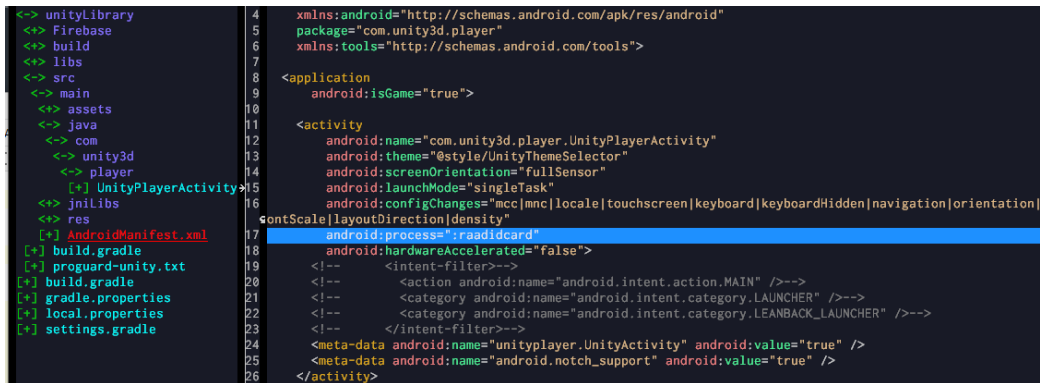 <-> unityLibrary
<+> Firebase
<+> build
<+> libs
<-> src
<-> main
<+> assets
<-> java
<-> com
<-> unity3d
<-> player
[+] UnityPlayerActivity
<+> jniLibs
<+> res
[+] AndroidManifest.xml
[+] build.gradle
[+] proguard-unity.txt
[+] build.gradle
[+] gradle.properties
[+] local.properties
[+] settings.gradle
4 xmlns:android="http://schemas.android.com/apk/res/android"
5 package="com.unity3d.player"
6 xmlns:tools="http://schemas.android.com/tools">
7
8 <application
9 android:isGame="true">
10
11 <activity
12 android:name="com.unity3d.player.UnityPlayerActivity"
13 android:theme="@style/UnityThemeSelector"
14 android:screenOrientation="fullSensor"
15 android:launchMode="singleTask"
16 android:configChanges="mcc|mnc|locale|touchscreen|keyboard|keyboardHidden|navigation|orientation|
ontScale|layoutDirection|density"
17 android:process=":raadidcard"
18 android:hardwareAccelerated="false">
19 <!-- <intent-filter>-->
20 <!-- <action android:name="android.intent.action.MAIN" />-->
21 <!-- <category android:name="android.intent.category.LAUNCHER" />-->
22 <!-- <category android:name="android.intent.category.LEANBACK_LAUNCHER" />-->
23 <!-- </intent-filter>-->
24 <meta-data android:name="unityplayer.UnityActivity" android:value="true" />
25 <meta-data android:name="android.notch_support" android:value="true" />
26 </activity>